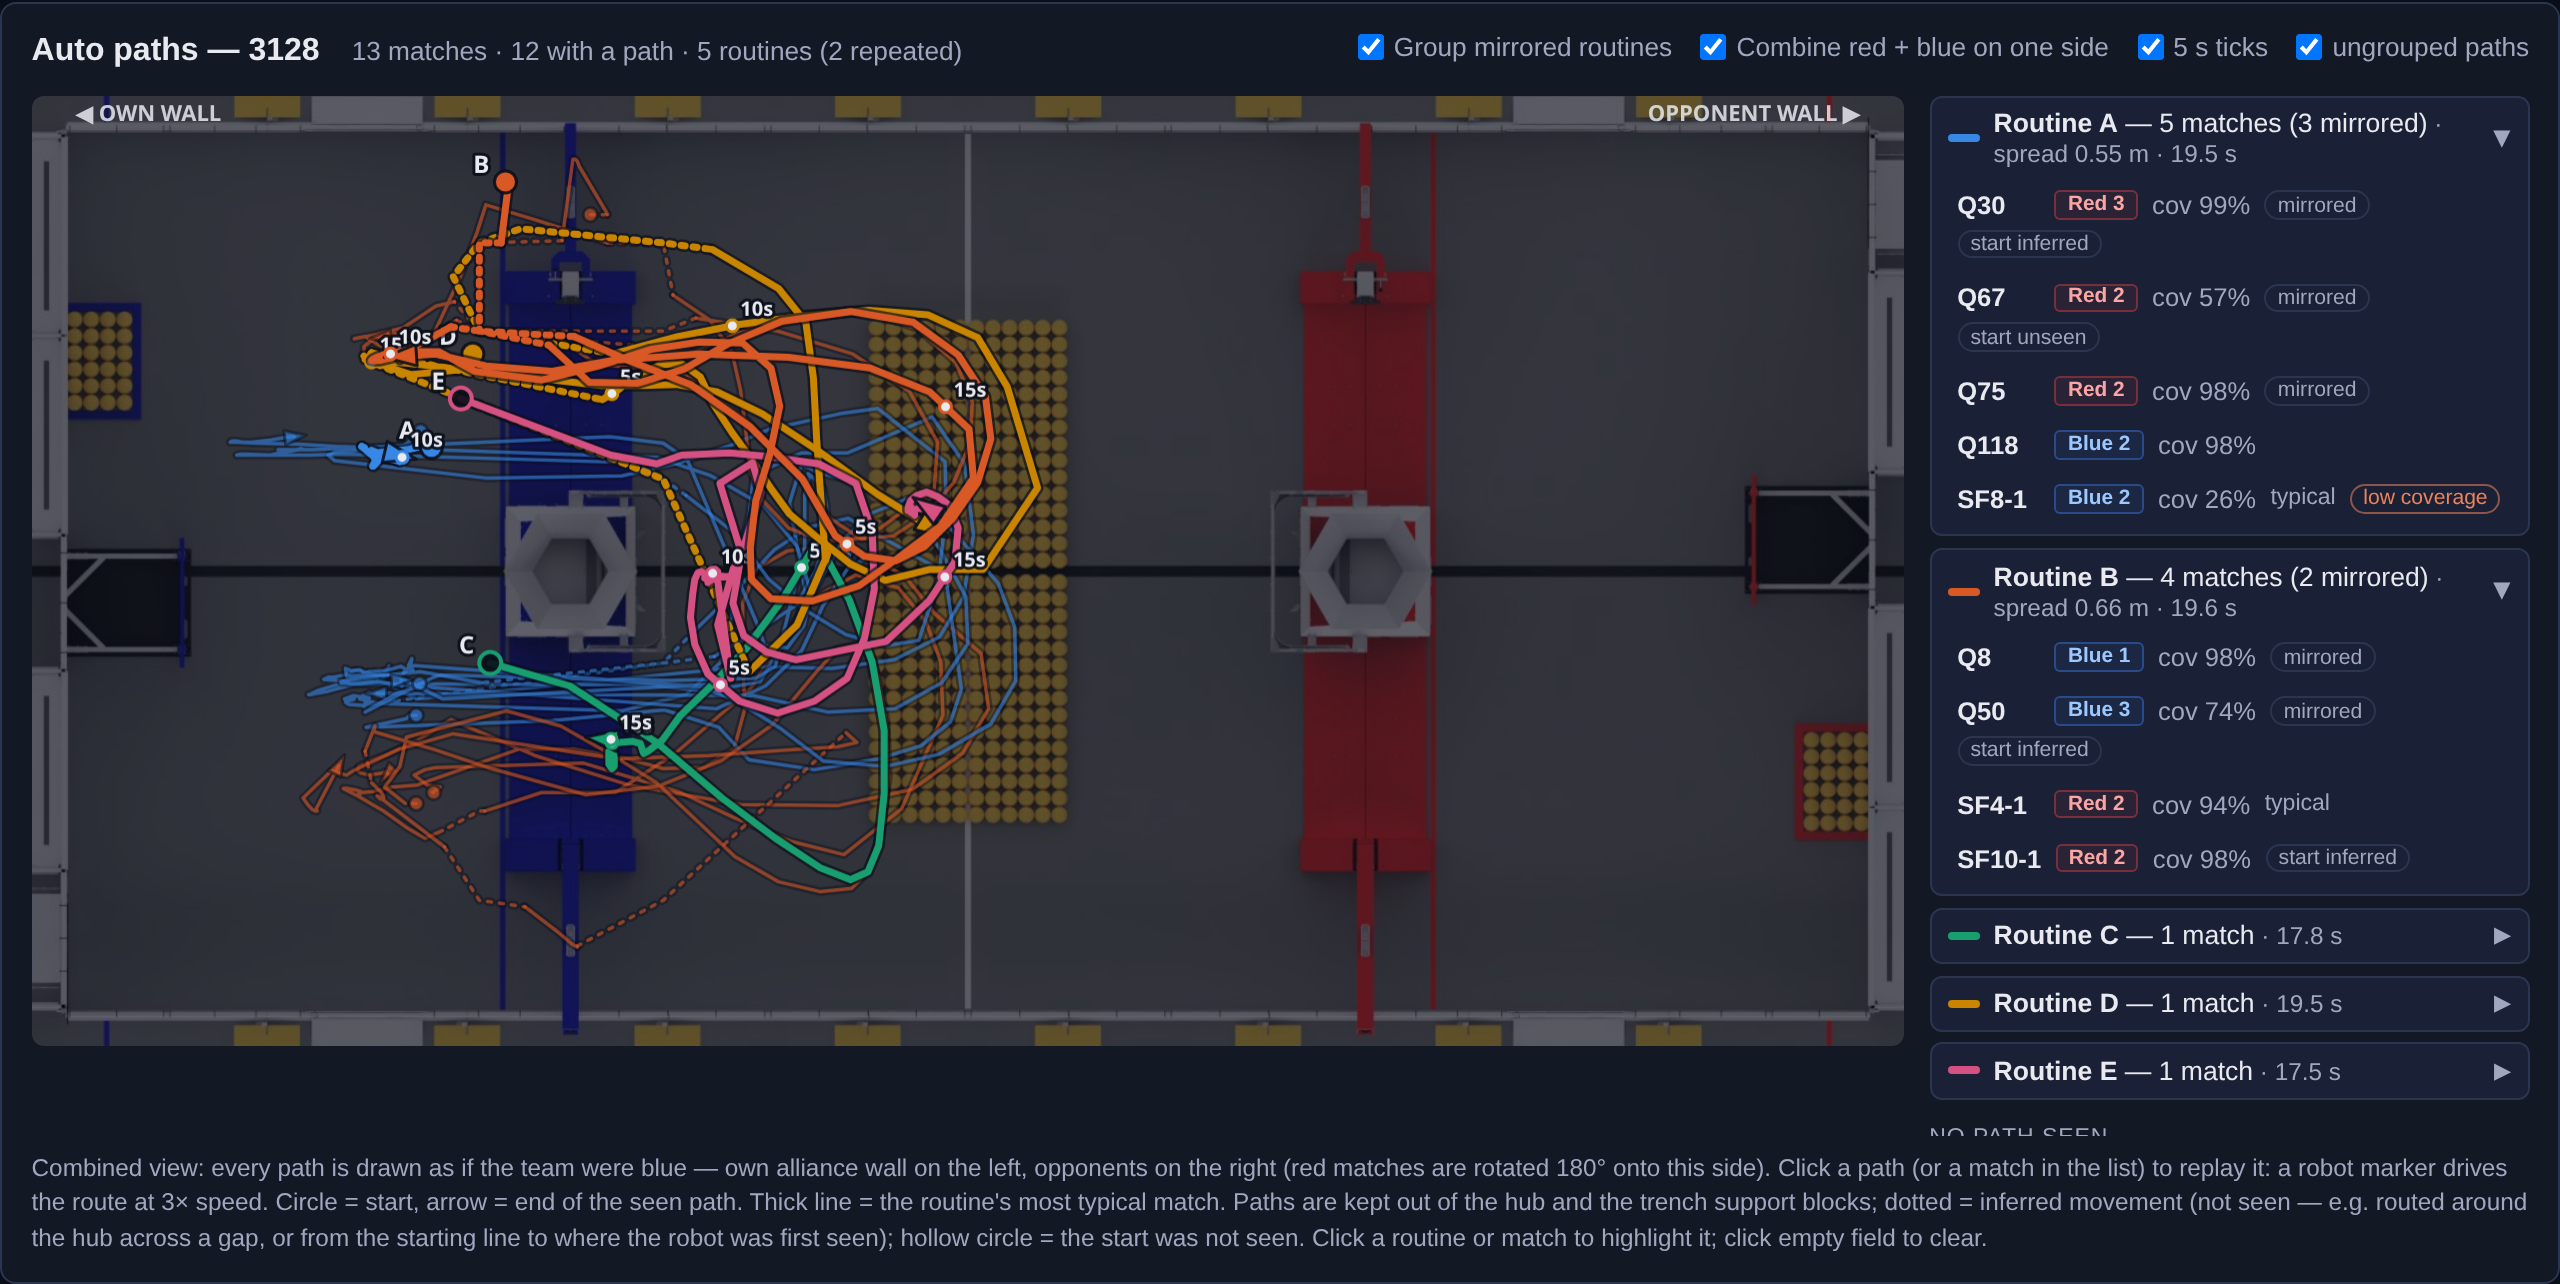 Auto paths — 3128
13 matches · 12 with a path · 5 routines (2 repeated)
Group mirrored routines
Combine red + blue on one side
5 s ticks
ungrouped paths
◀ OWN WALL
OPPONENT WALL ▶
B
10s
10s
D
E
5s
15s
A
10s
5s
5
10
15s
C
5s
15s
Routine A — 5 matches (3 mirrored) ·
spread 0.55 m · 19.5 s
Q30 Red 3 cov 99% mirrored
start inferred
Q67 Red 2 cov 57% mirrored
start unseen
Q75 Red 2 cov 98% mirrored
Q118 Blue 2 cov 98%
SF8-1 Blue 2 cov 26% typical low coverage
Routine B — 4 matches (2 mirrored) ·
spread 0.66 m · 19.6 s
Q8 Blue 1 cov 98% mirrored
Q50 Blue 3 cov 74% mirrored
start inferred
SF4-1 Red 2 cov 94% typical
SF10-1 Red 2 cov 98% start inferred
Routine C — 1 match · 17.8 s
Routine D — 1 match · 19.5 s
Routine E — 1 match · 17.5 s
NO PATH SEEN
Combined view: every path is drawn as if the team were blue — own alliance wall on the left, opponents on the right (red matches are rotated 180° onto this side). Click a path (or a match in the list) to replay it: a robot marker drives
the route at 3× speed. Circle = start, arrow = end of the seen path. Thick line = the routine's most typical match. Paths are kept out of the hub and the trench support blocks; dotted = inferred movement (not seen — e.g. routed around
the hub across a gap, or from the starting line to where the robot was first seen); hollow circle = the start was not seen. Click a routine or match to highlight it; click empty field to clear.